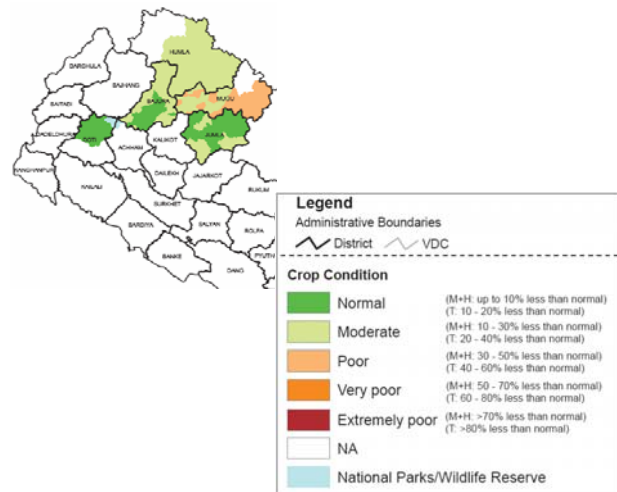 HUMLA
DARCHULA
BAJHANG
BAITADI
BAJURA
MUGU
DADELDHURA
DOTI
JUMLA
ACHHAM
KALIKOT
KANCHANPUR
KAILALI
DAILEKH
JAJARKOT
RUKUM
SURKHET
BARDIYA
SALYAN
ROLPA
BANKE
PYUTH
DANG
Legend
Administrative Boundaries
District VDC
Crop Condition
Normal (M+H: up to 10% less than normal)
(T: 10 - 20% less than normal)
Moderate (M+H: 10 - 30% less than normal)
(T: 20 - 40% less than normal)
Poor (M+H: 30 - 50% less than normal)
(T: 40 - 60% less than normal)
Very poor (M+H: 50 - 70% less than normal)
(T: 60 - 80% less than normal)
Extremely poor (M+H: >70% less than normal)
(T: >80% less than normal)
NA
National Parks/Wildlife Reserve